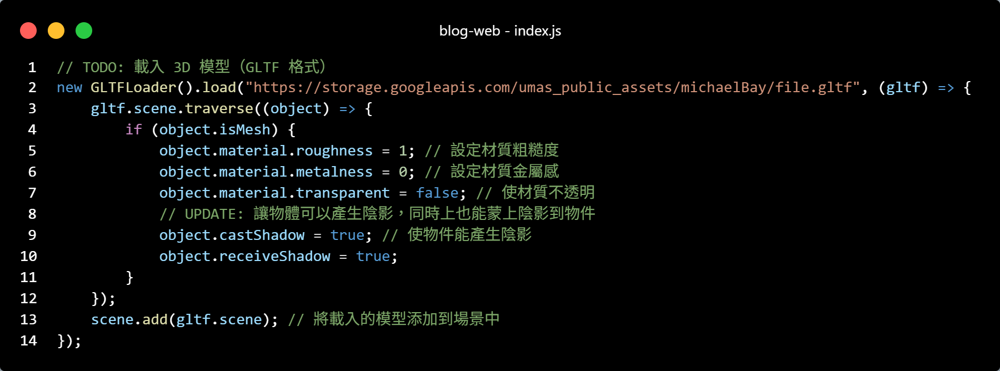 blog-web - index.js
1 // TODO: 載入 3D 模型（GLTF 格式）
2 new GLTFLoader().load("https://storage.googleapis.com/umas_public_assets/michaelBay/file.gltf", (gltf) => {
3     gltf.scene.traverse((object) => {
4         if (object.isMesh) {
5             object.material.roughness = 1; // 設定材質粗糙度
6             object.material.metalness = 0; // 設定材質金屬感
7             object.material.transparent = false; // 使材質不透明
8             // UPDATE: 讓物體可以產生陰影，同時上也能蒙上陰影到物件
9             object.castShadow = true; // 使物件能產生陰影
10             object.receiveShadow = true;
11         }
12     });
13     scene.add(gltf.scene); // 將載入的模型添加到場景中
14 });